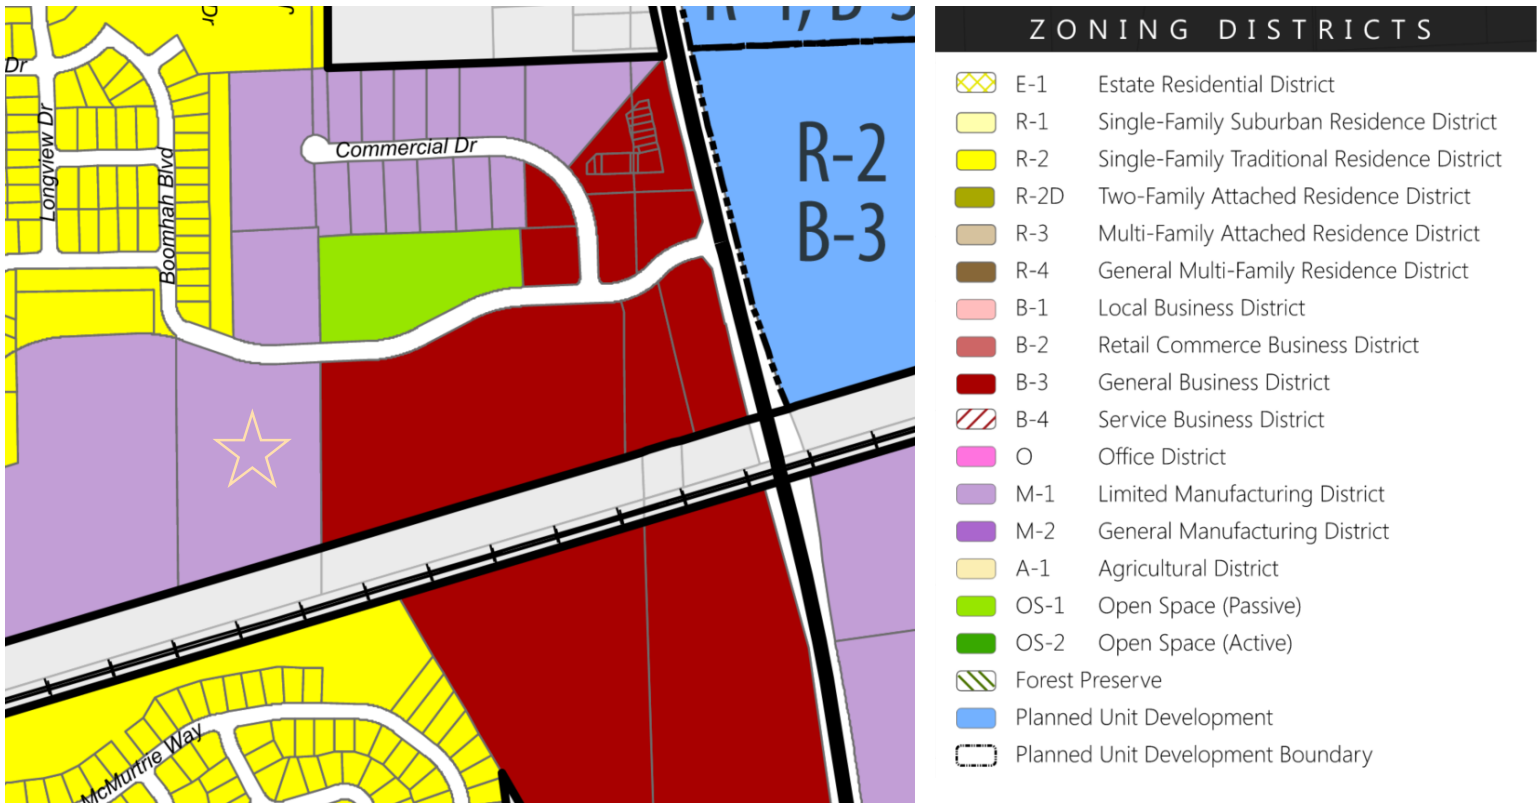 Dr
Dr
R-1, B-3
Longview Dr
Boomhah Blvd
Commercial Dr
R-2
B-3
McMurtrie Way
ZONING DISTRICTS
E-1 Estate Residential District
R-1 Single-Family Suburban Residence District
R-2 Single-Family Traditional Residence District
R-2D Two-Family Attached Residence District
R-3 Multi-Family Attached Residence District
R-4 General Multi-Family Residence District
B-1 Local Business District
B-2 Retail Commerce Business District
B-3 General Business District
B-4 Service Business District
O Office District
M-1 Limited Manufacturing District
M-2 General Manufacturing District
A-1 Agricultural District
OS-1 Open Space (Passive)
OS-2 Open Space (Active)
Forest Preserve
Planned Unit Development
Planned Unit Development Boundary